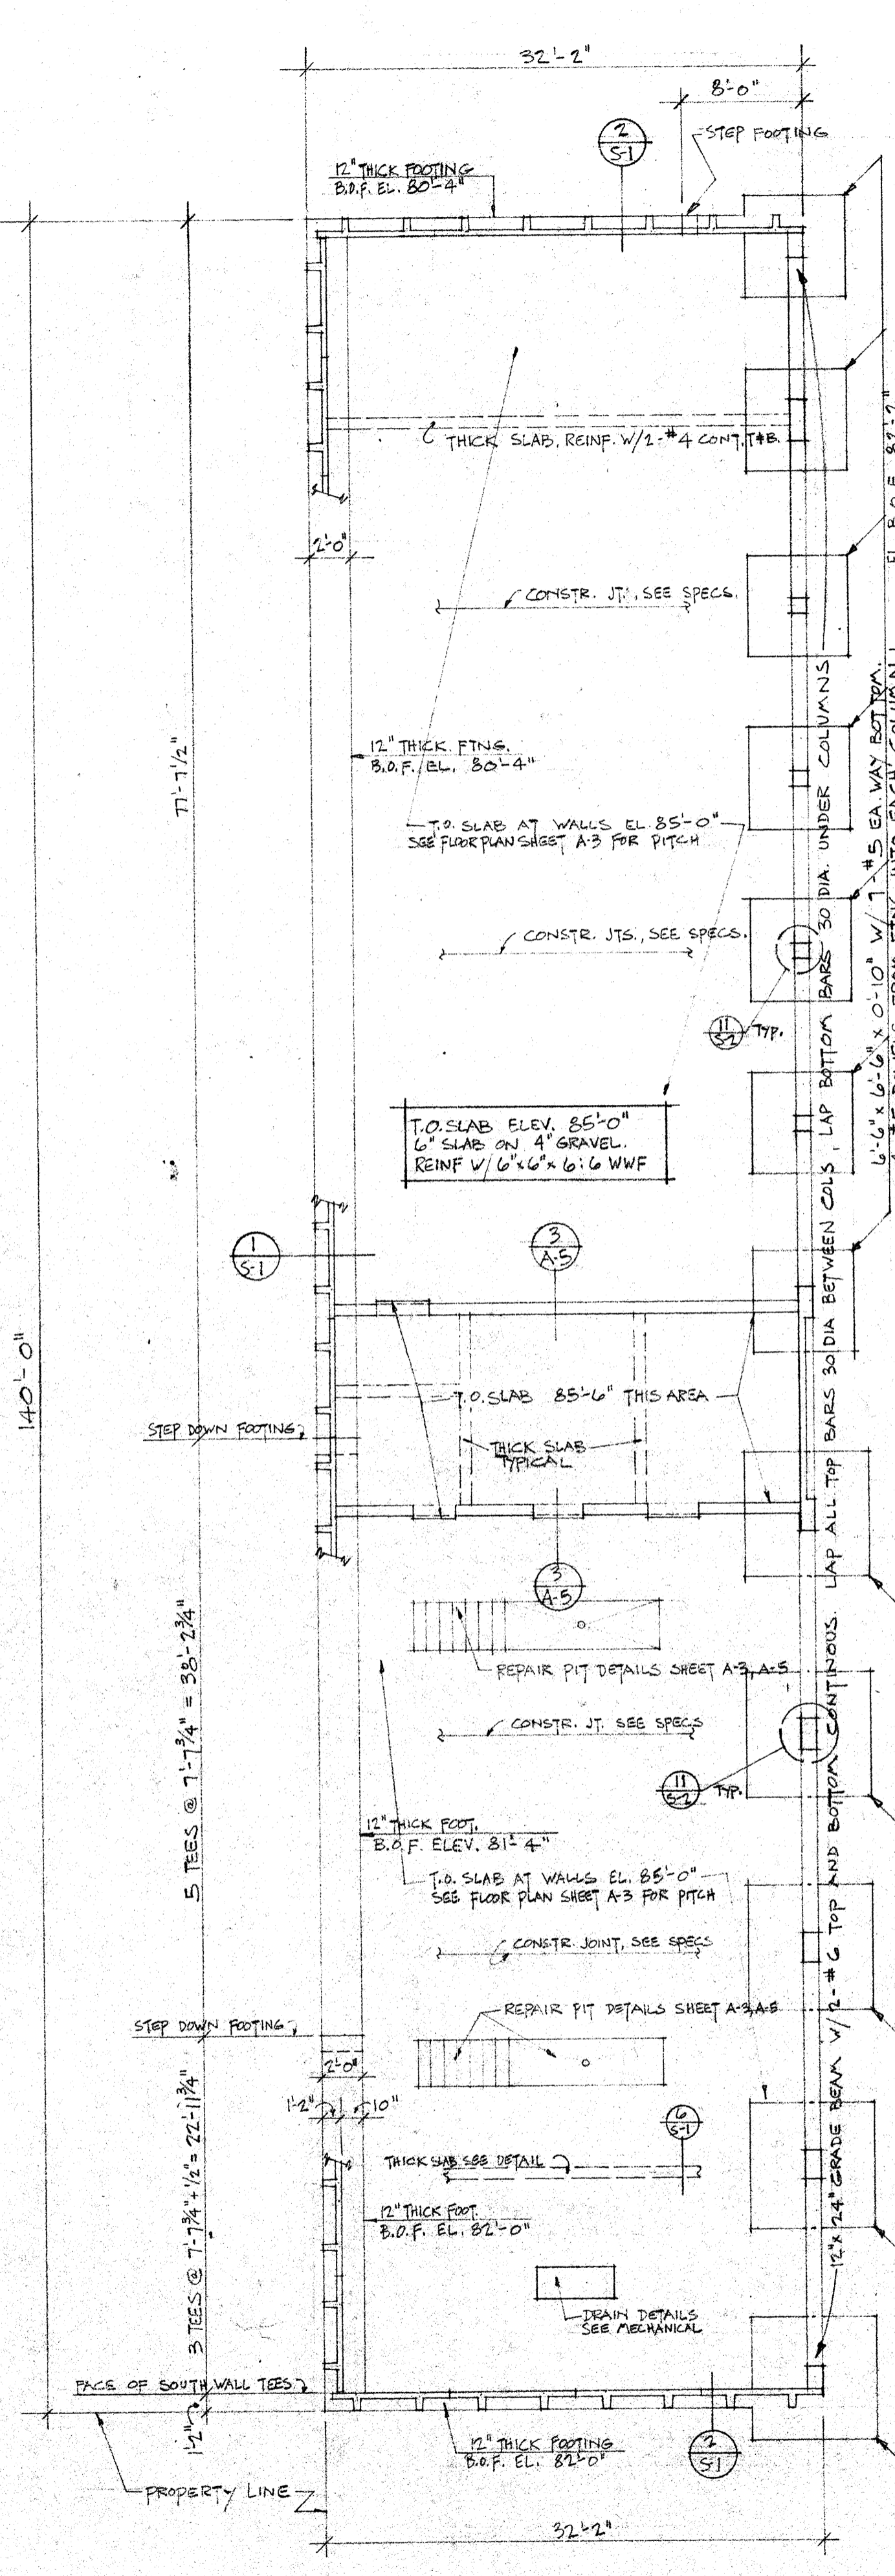 32'-2"
8'-0"
2
S-1
STEP FOOTING
12" THICK FOOTING
B.O.F. EL. 80'-4"
THICK SLAB, REINF. W/2-#4 CONT. T&B.
2'-0"
CONSTR. JTS., SEE SPECS.
77'-7 1/2"
12" THICK FTNG.
B.O.F. EL. 80'-4"
T.O. SLAB AT WALLS EL. 85'-0"
SEE FLOOR PLAN SHEET A-3 FOR PITCH
CONSTR. JTS., SEE SPECS.
11
S-2
TYP.
T.O. SLAB ELEV. 85'-0"
6" SLAB ON 4" GRAVEL.
REINF W/ 6"x6"x 6:6 WWF
1
S-1
3
A-5
140'-0"
T.O. SLAB 85'-6" THIS AREA
STEP DOWN FOOTING
THICK SLAB
TYPICAL
3
A-5
5 TEES @ 7'-7 3/4" = 38'-2 3/4"
REPAIR PIT DETAILS SHEET A-3, A-5
CONSTR. JT. SEE SPECS
11
S-2
TYP.
12" THICK FOOT.
B.O.F. ELEV. 81'-4"
T.O. SLAB AT WALLS EL. 85'-0"
SEE FLOOR PLAN SHEET A-3 FOR PITCH
CONSTR. JOINT, SEE SPECS
STEP DOWN FOOTING
REPAIR PIT DETAILS SHEET A-3, A-5
2'-0"
1'-2"
10"
6
S-1
THICK SLAB SEE DETAIL
3 TEES @ 7'-7 3/4" + 1/2" = 22'-11 3/4"
12" THICK FOOT.
B.O.F. EL. 82'-0"
DRAIN DETAILS
SEE MECHANICAL
FACE OF SOUTH WALL TEES
1'-2"
12" THICK FOOTING
B.O.F. EL. 82'-0"
2
S-1
PROPERTY LINE
32'-2"
12"x 24" GRADE BEAM W/ 2-#6 TOP AND BOTTOM CONTINOUS. LAP ALL TOP BARS 30 DIA BETWEEN COLS, LAP BOTTOM BARS 30 DIA. UNDER COLUMNS
6'-6"x 6'-6"x 0'-10" W/ 7-#5 EA. WAY BOTTOM.